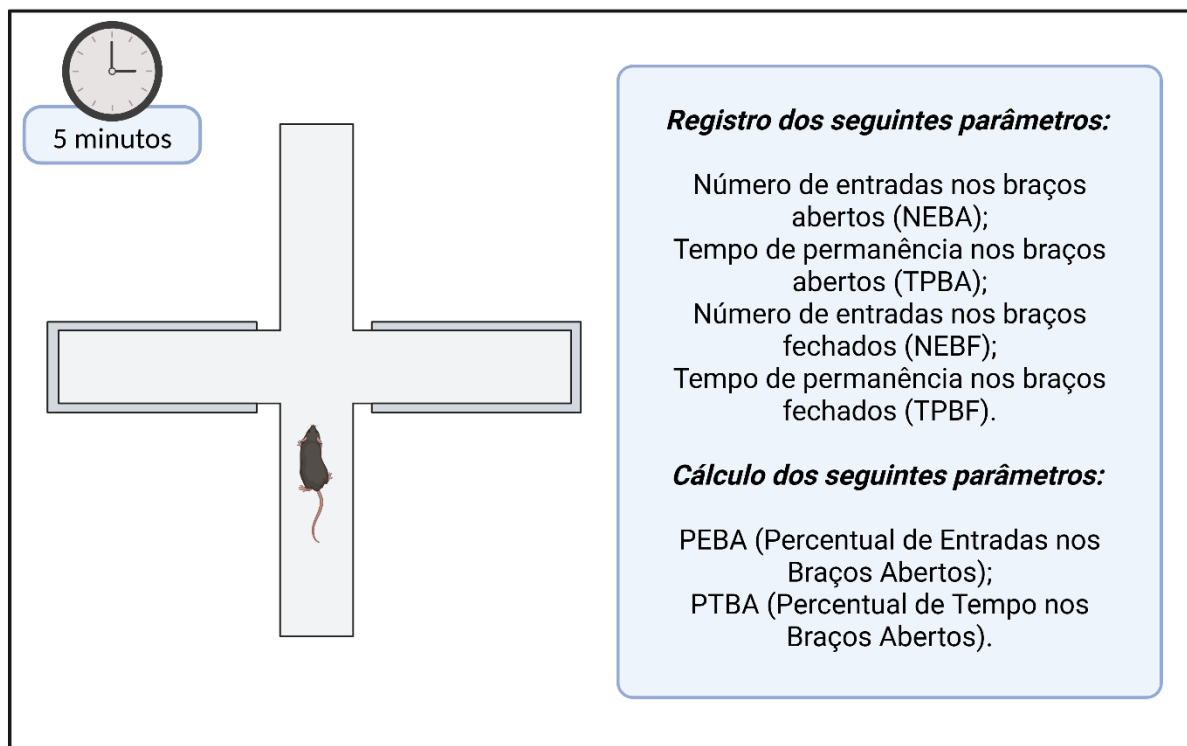 5 minutos
Registro dos seguintes parâmetros:
Número de entradas nos braços
abertos (NEBA);
Tempo de permanência nos braços
abertos (TPBA);
Número de entradas nos braços
fechados (NEBF);
Tempo de permanência nos braços
fechados (TPBF).
Cálculo dos seguintes parâmetros:
PEBA (Percentual de Entradas nos
Braços Abertos);
PTBA (Percentual de Tempo nos
Braços Abertos).